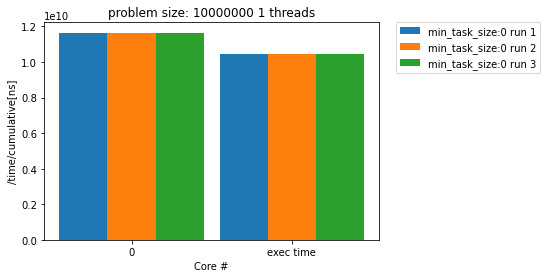 problem size: 10000000 1 threads
1e10
1.2
1.0
0.8
0.6
0.4
0.2
0.0
/time/cumulative[ns]
0
exec time
Core #
min_task_size:0 run 1
min_task_size:0 run 2
min_task_size:0 run 3